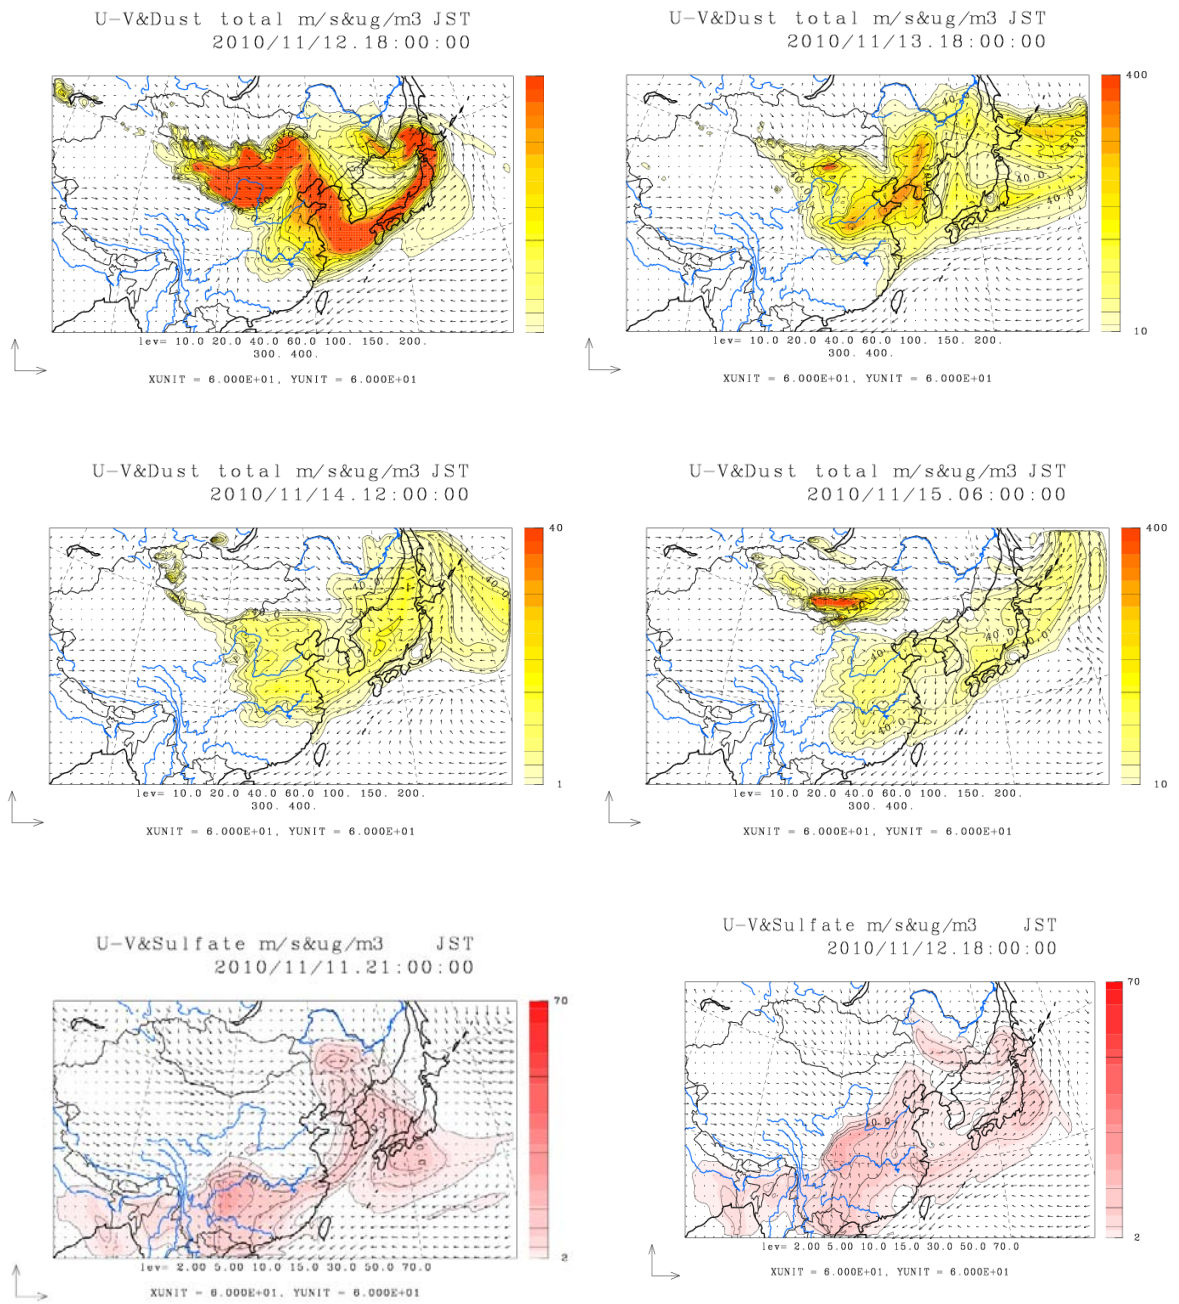 U-V&Dust total m/s&ug/m3 JST
2010/11/12.18:00:00
lev= 10.0 20.0 40.0 60.0 100. 150. 200.
300. 400.
XUNIT = 6.000E+01, YUNIT = 6.000E+01
U-V&Dust total m/s&ug/m3 JST
2010/11/13.18:00:00
400
10
40.0
40.0
lev= 10.0 20.0 40.0 60.0 100. 150. 200.
300. 400.
XUNIT = 6.000E+01, YUNIT = 6.000E+01
U-V&Dust total m/s&ug/m3 JST
2010/11/14.12:00:00
40
1
lev= 10.0 20.0 40.0 60.0 100. 150. 200.
300. 400.
XUNIT = 6.000E+01, YUNIT = 6.000E+01
U-V&Dust total m/s&ug/m3 JST
2010/11/15.06:00:00
400
10
40.0
40.0
lev= 10.0 20.0 40.0 60.0 100. 150. 200.
300. 400.
XUNIT = 6.000E+01, YUNIT = 6.000E+01
U-V&Sulfate m/s&ug/m3 JST
2010/11/11.21:00:00
70
2
lev= 2.00 5.00 10.0 15.0 30.0 50.0 70.0
XUNIT = 6.000E+01, YUNIT = 6.000E+01
U-V&Sulfate m/s&ug/m3 JST
2010/11/12.18:00:00
70
2
lev= 2.00 5.00 10.0 15.0 30.0 50.0 70.0
XUNIT = 6.000E+01, YUNIT = 6.000E+01